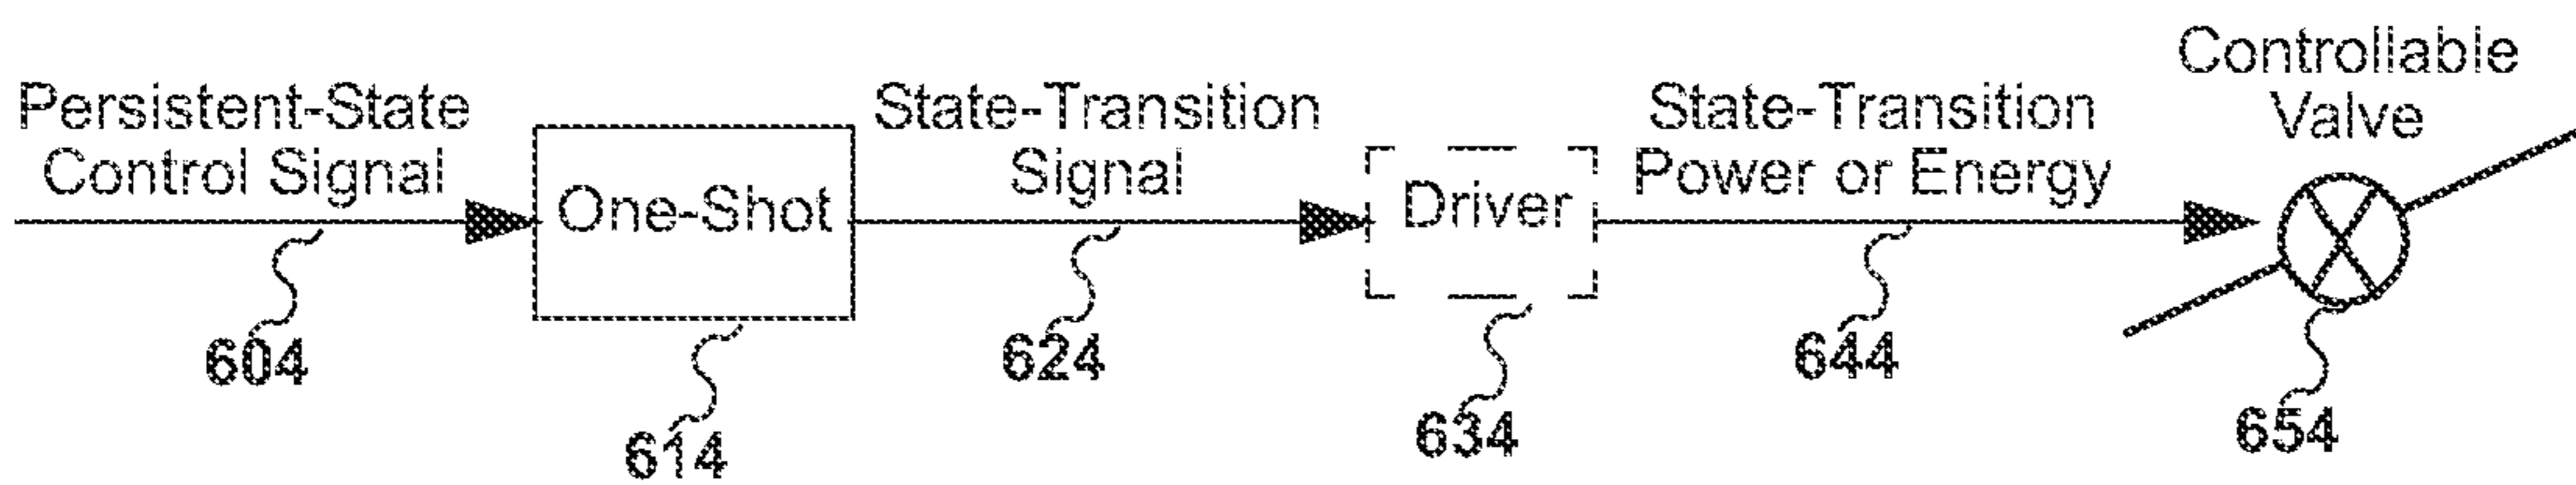 Persistent-State
Control Signal
One-Shot
State-Transition
Signal
Driver
State-Transition
Power or Energy
Controllable
Valve
604
614
624
634
644
654